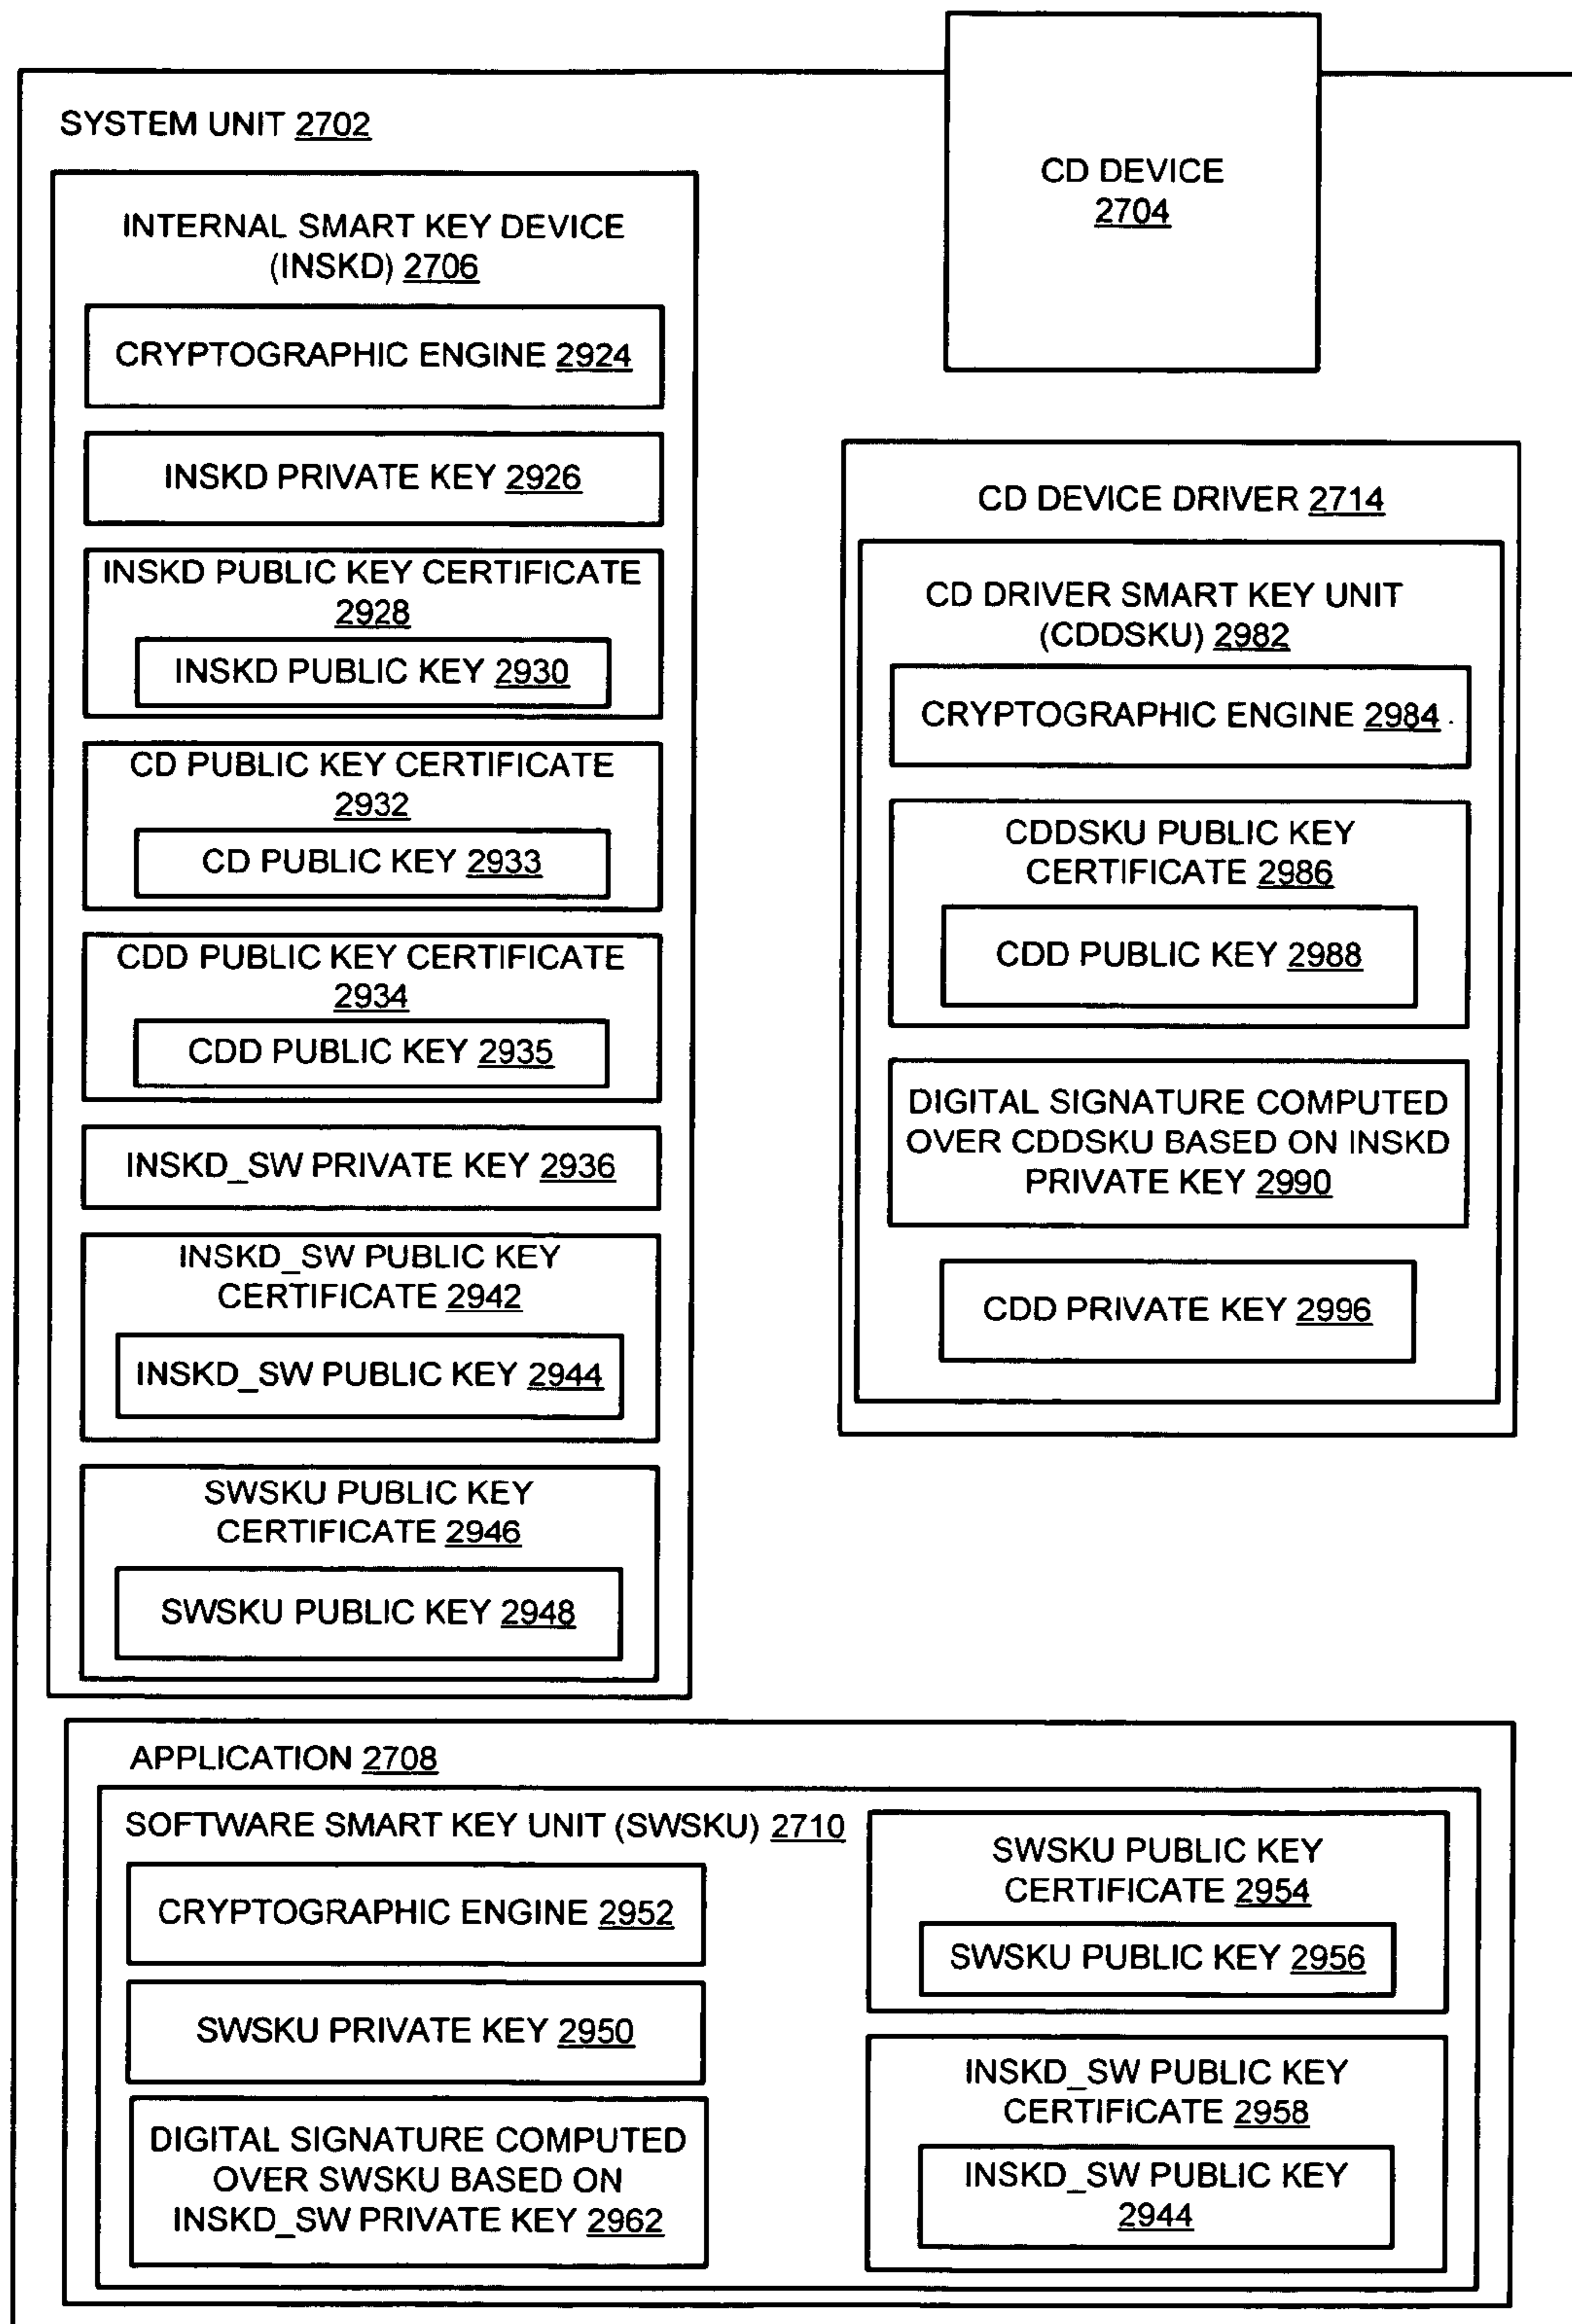 SYSTEM UNIT 2702
CD DEVICE
2704
INTERNAL SMART KEY DEVICE
(INSKD) 2706
CRYPTOGRAPHIC ENGINE 2924
INSKD PRIVATE KEY 2926
INSKD PUBLIC KEY CERTIFICATE
2928
INSKD PUBLIC KEY 2930
CD PUBLIC KEY CERTIFICATE
2932
CD PUBLIC KEY 2933
CDD PUBLIC KEY CERTIFICATE
2934
CDD PUBLIC KEY 2935
INSKD_SW PRIVATE KEY 2936
INSKD_SW PUBLIC KEY
CERTIFICATE 2942
INSKD_SW PUBLIC KEY 2944
SWSKU PUBLIC KEY
CERTIFICATE 2946
SWSKU PUBLIC KEY 2948
CD DEVICE DRIVER 2714
CD DRIVER SMART KEY UNIT
(CDDSKU) 2982
CRYPTOGRAPHIC ENGINE 2984
CDDSKU PUBLIC KEY
CERTIFICATE 2986
CDD PUBLIC KEY 2988
DIGITAL SIGNATURE COMPUTED
OVER CDDSKU BASED ON INSKD
PRIVATE KEY 2990
CDD PRIVATE KEY 2996
APPLICATION 2708
SOFTWARE SMART KEY UNIT (SWSKU) 2710
CRYPTOGRAPHIC ENGINE 2952
SWSKU PRIVATE KEY 2950
DIGITAL SIGNATURE COMPUTED
OVER SWSKU BASED ON
INSKD_SW PRIVATE KEY 2962
SWSKU PUBLIC KEY
CERTIFICATE 2954
SWSKU PUBLIC KEY 2956
INSKD_SW PUBLIC KEY
CERTIFICATE 2958
INSKD_SW PUBLIC KEY
2944